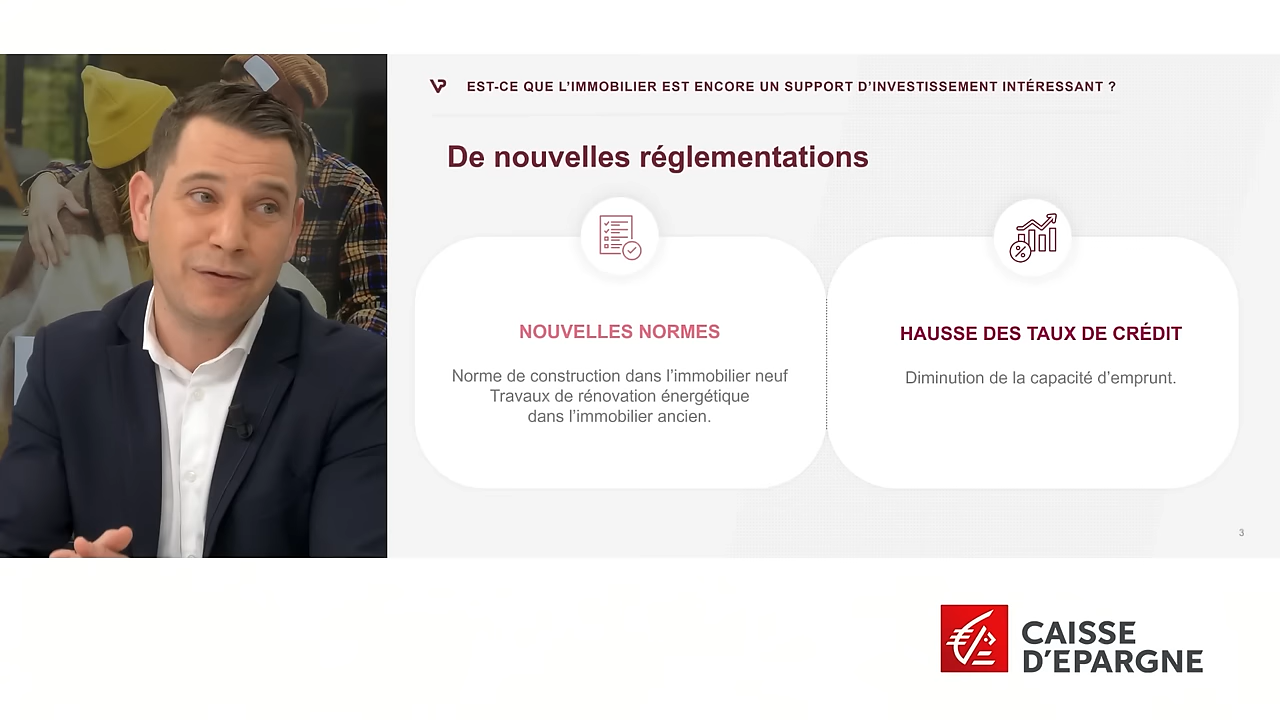 VP
EST-CE QUE L'IMMOBILIER EST ENCORE UN SUPPORT D'INVESTISSEMENT INTÉRESSANT ?
De nouvelles réglementations
NOUVELLES NORMES
Norme de construction dans l'immobilier neuf
Travaux de rénovation énergétique
dans l'immobilier ancien.
HAUSSE DES TAUX DE CRÉDIT
Diminution de la capacité d'emprunt.
3
CAISSE
D'EPARGNE